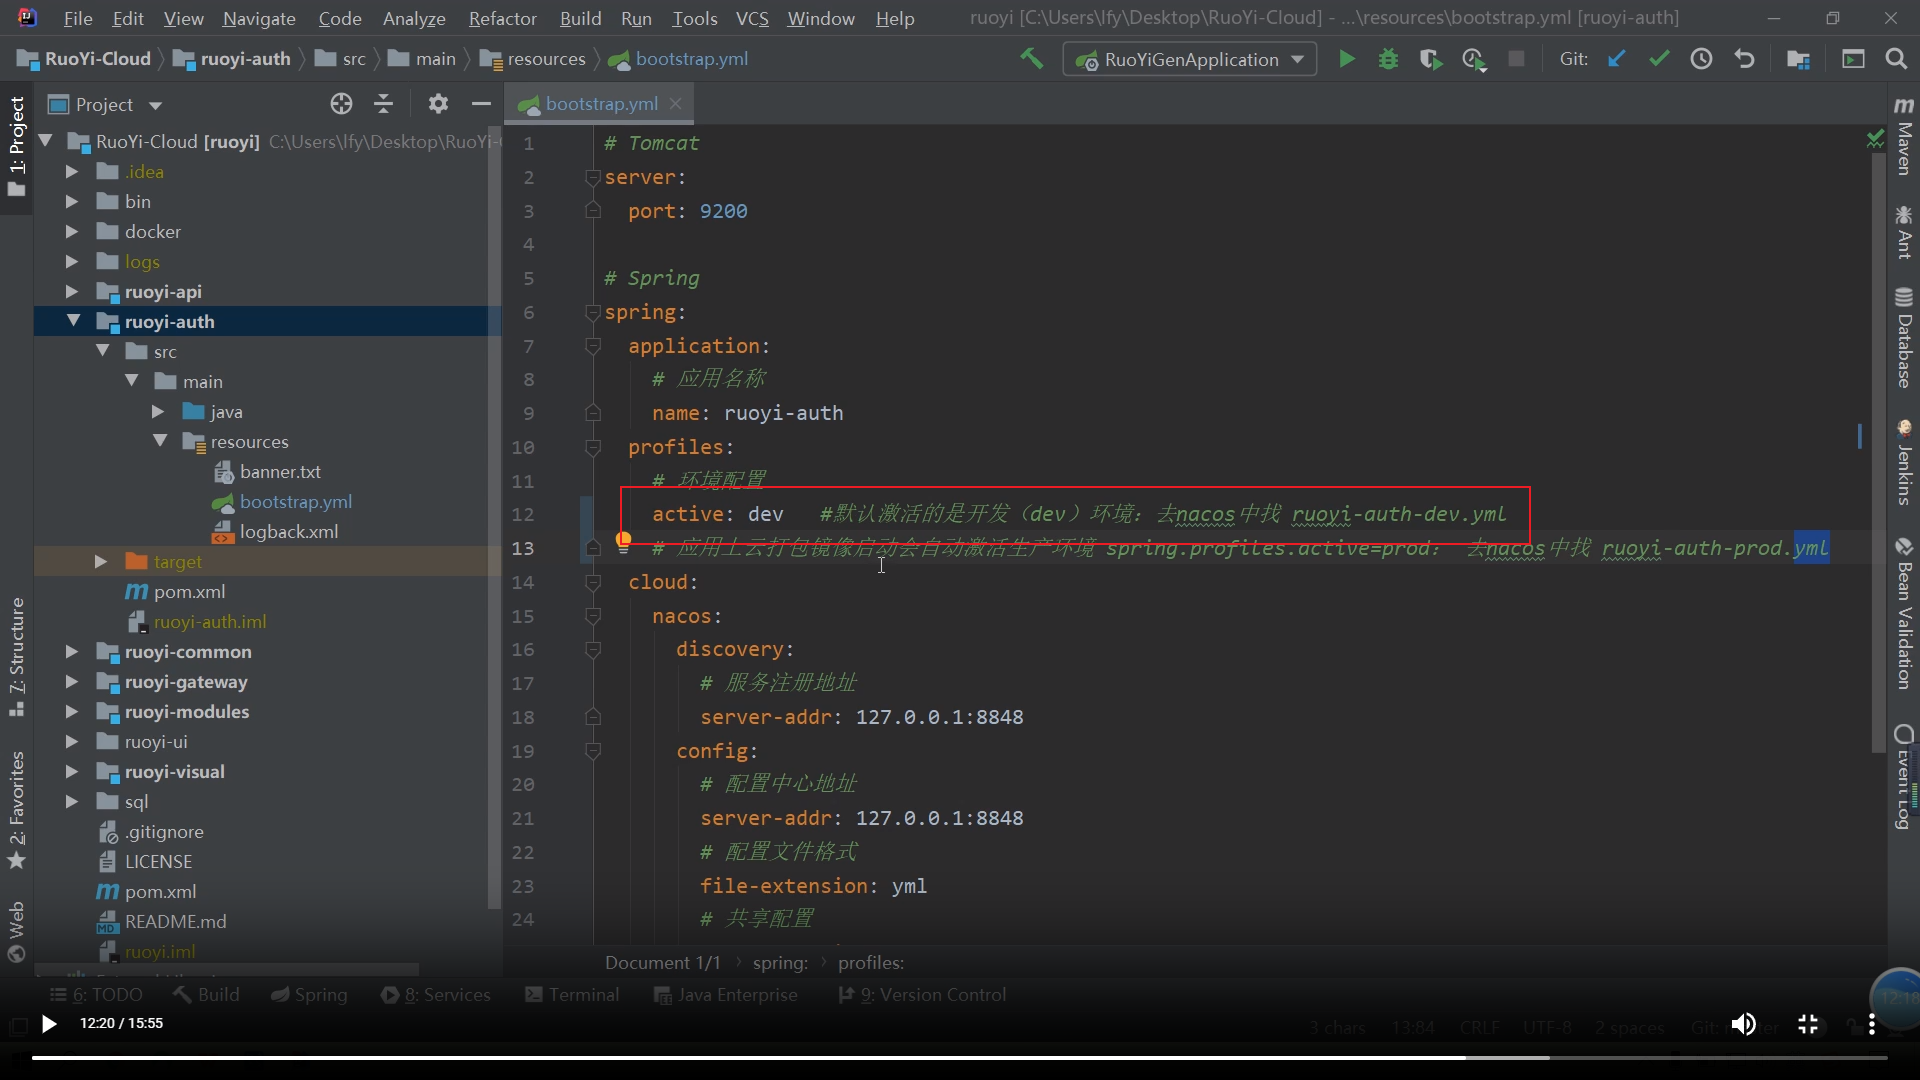 File Edit View Navigate Code Analyze Refactor Build Run Tools VCS Window Help ruoyi [C:\Users\lfy\Desktop\RuoYi-Cloud] - ...\resources\bootstrap.yml [ruoyi-auth]
RuoYi-Cloud ruoyi-auth src main resources bootstrap.yml RuoYiGenApplication Git:
Project
bootstrap.yml
1: Project
7: Structure
2: Favorites
Web
RuoYi-Cloud [ruoyi] C:\Users\lfy\Desktop\RuoYi-
.idea
bin
docker
logs
ruoyi-api
ruoyi-auth
src
main
java
resources
banner.txt
bootstrap.yml
logback.xml
target
pom.xml
ruoyi-auth.iml
ruoyi-common
ruoyi-gateway
ruoyi-modules
ruoyi-ui
ruoyi-visual
sql
.gitignore
LICENSE
pom.xml
README.md
ruoyi.iml
1 # Tomcat
2 server:
3 port: 9200
4
5 # Spring
6 spring:
7 application:
8 # 应用名称
9 name: ruoyi-auth
10 profiles:
11 # 环境配置
12 active: dev #默认激活的是开发（dev）环境：去nacos中找 ruoyi-auth-dev.yml
13 # 应用上云打包镜像启动会自动激活生产环境 spring.profiles.active=prod： 去nacos中找 ruoyi-auth-prod.yml
14 cloud:
15 nacos:
16 discovery:
17 # 服务注册地址
18 server-addr: 127.0.0.1:8848
19 config:
20 # 配置中心地址
21 server-addr: 127.0.0.1:8848
22 # 配置文件格式
23 file-extension: yml
24 # 共享配置
Document 1/1 spring: profiles:
Maven
Ant
Database
Jenkins
Bean Validation
Event Log
6: TODO Build Spring 8: Services Terminal Java Enterprise 9: Version Control
12:18
12:20 / 15:55
3 chars 13:84 CRLF UTF-8 2 spaces